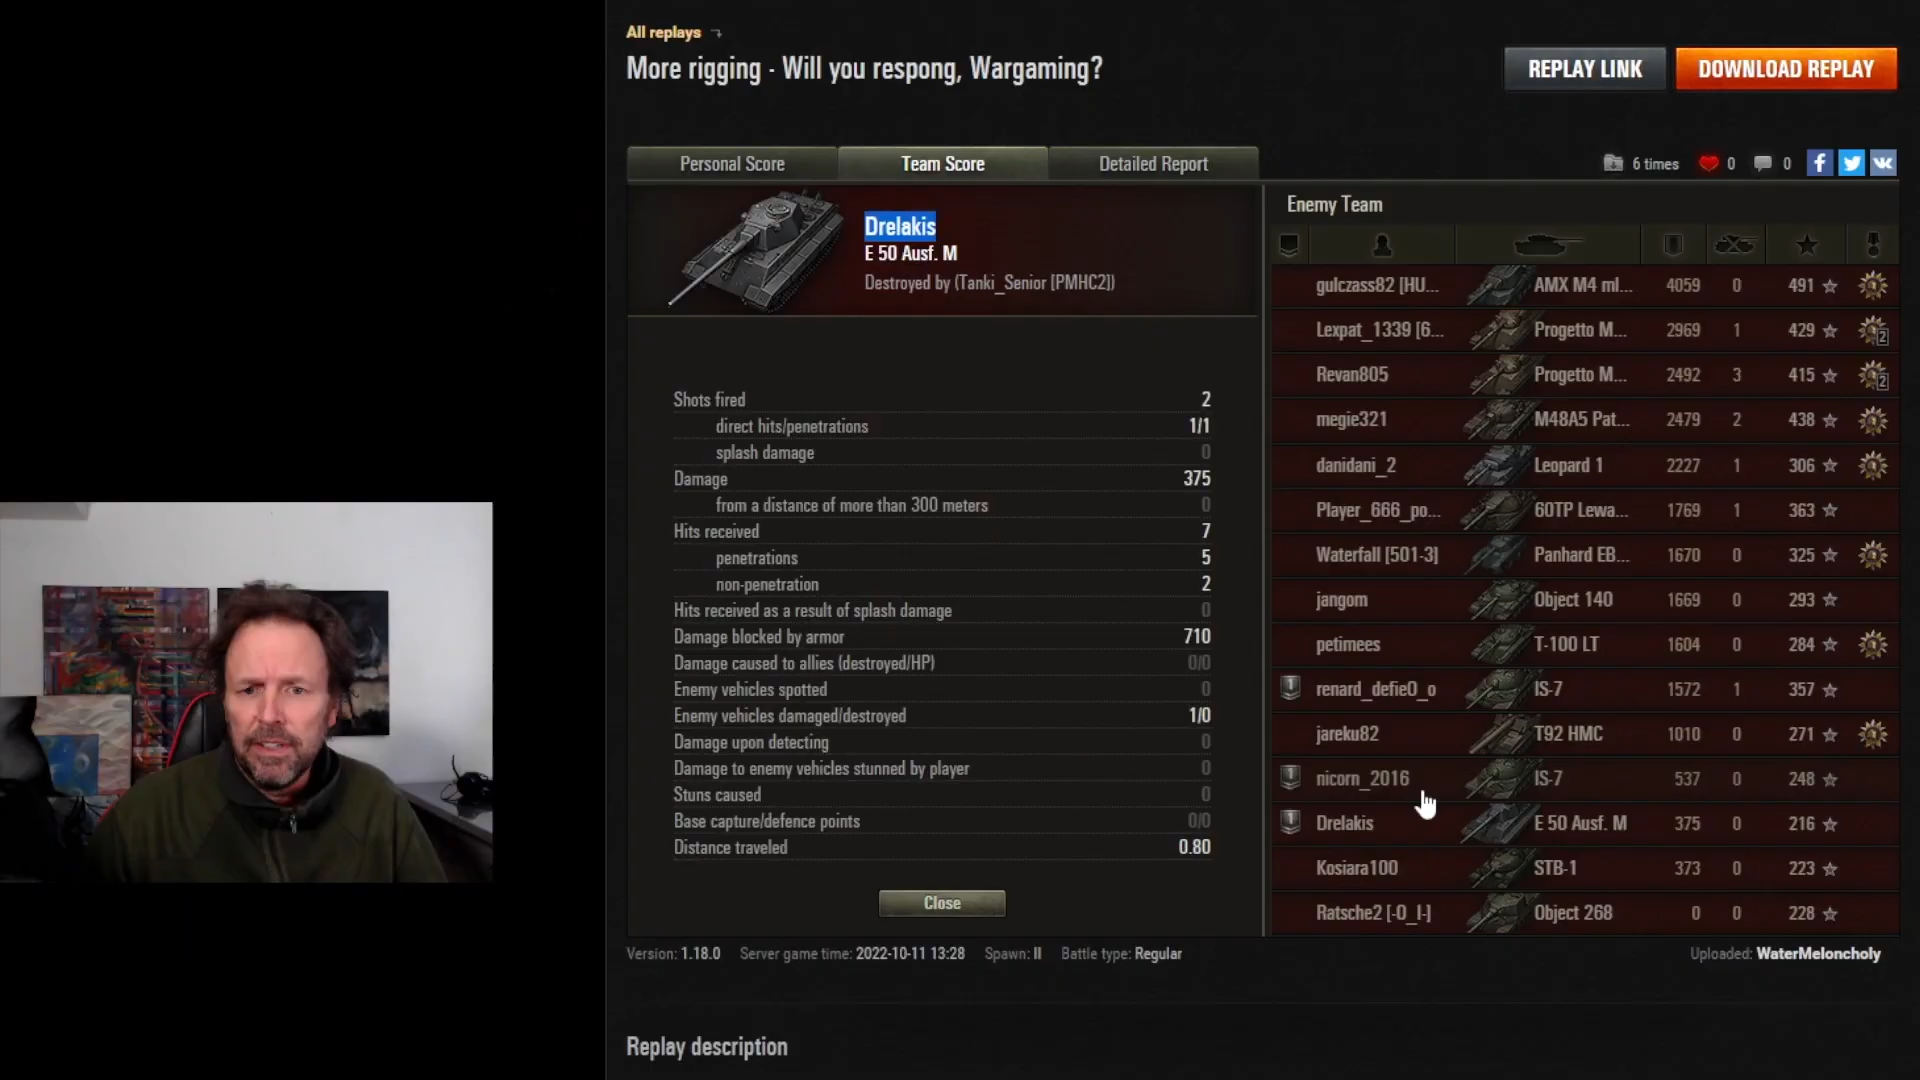 All replays
More rigging - Will you respong, Wargaming?
REPLAY LINK
DOWNLOAD REPLAY
Personal Score
Team Score
Detailed Report
6 times
0
0
Drelakis
E 50 Ausf. M
Destroyed by (Tanki_Senior [PMHC2])
Shots fired 2
direct hits/penetrations 1/1
splash damage 0
Damage 375
from a distance of more than 300 meters 0
Hits received 7
penetrations 5
non-penetration 2
Hits received as a result of splash damage 0
Damage blocked by armor 710
Damage caused to allies (destroyed/HP) 0/0
Enemy vehicles spotted 0
Enemy vehicles damaged/destroyed 1/0
Damage upon detecting 0
Damage to enemy vehicles stunned by player 0
Stuns caused 0
Base capture/defence points 0/0
Distance traveled 0.80
Close
Enemy Team
gulczass82 [HU... AMX M4 ml... 4059 0 491
Lexpat_1339 [6... Progetto M... 2969 1 429 2
Revan805 Progetto M... 2492 3 415 2
megie321 M48A5 Pat... 2479 2 438
danidani_2 Leopard 1 2227 1 306
Player_666_po... 60TP Lewa... 1769 1 363
Waterfall [501-3] Panhard EB... 1670 0 325
jangom Object 140 1669 0 293
petimees T-100 LT 1604 0 284
1 renard_defie0_o IS-7 1572 1 357
jareku82 T92 HMC 1010 0 271
1 nicorn_2016 IS-7 537 0 248
1 Drelakis E 50 Ausf. M 375 0 216
Kosiara100 STB-1 373 0 223
Ratsche2 [-O_I-] Object 268 0 0 228
Version: 1.18.0 Server game time: 2022-10-11 13:28 Spawn: II Battle type: Regular
Uploaded: WaterMeloncholy
Replay description